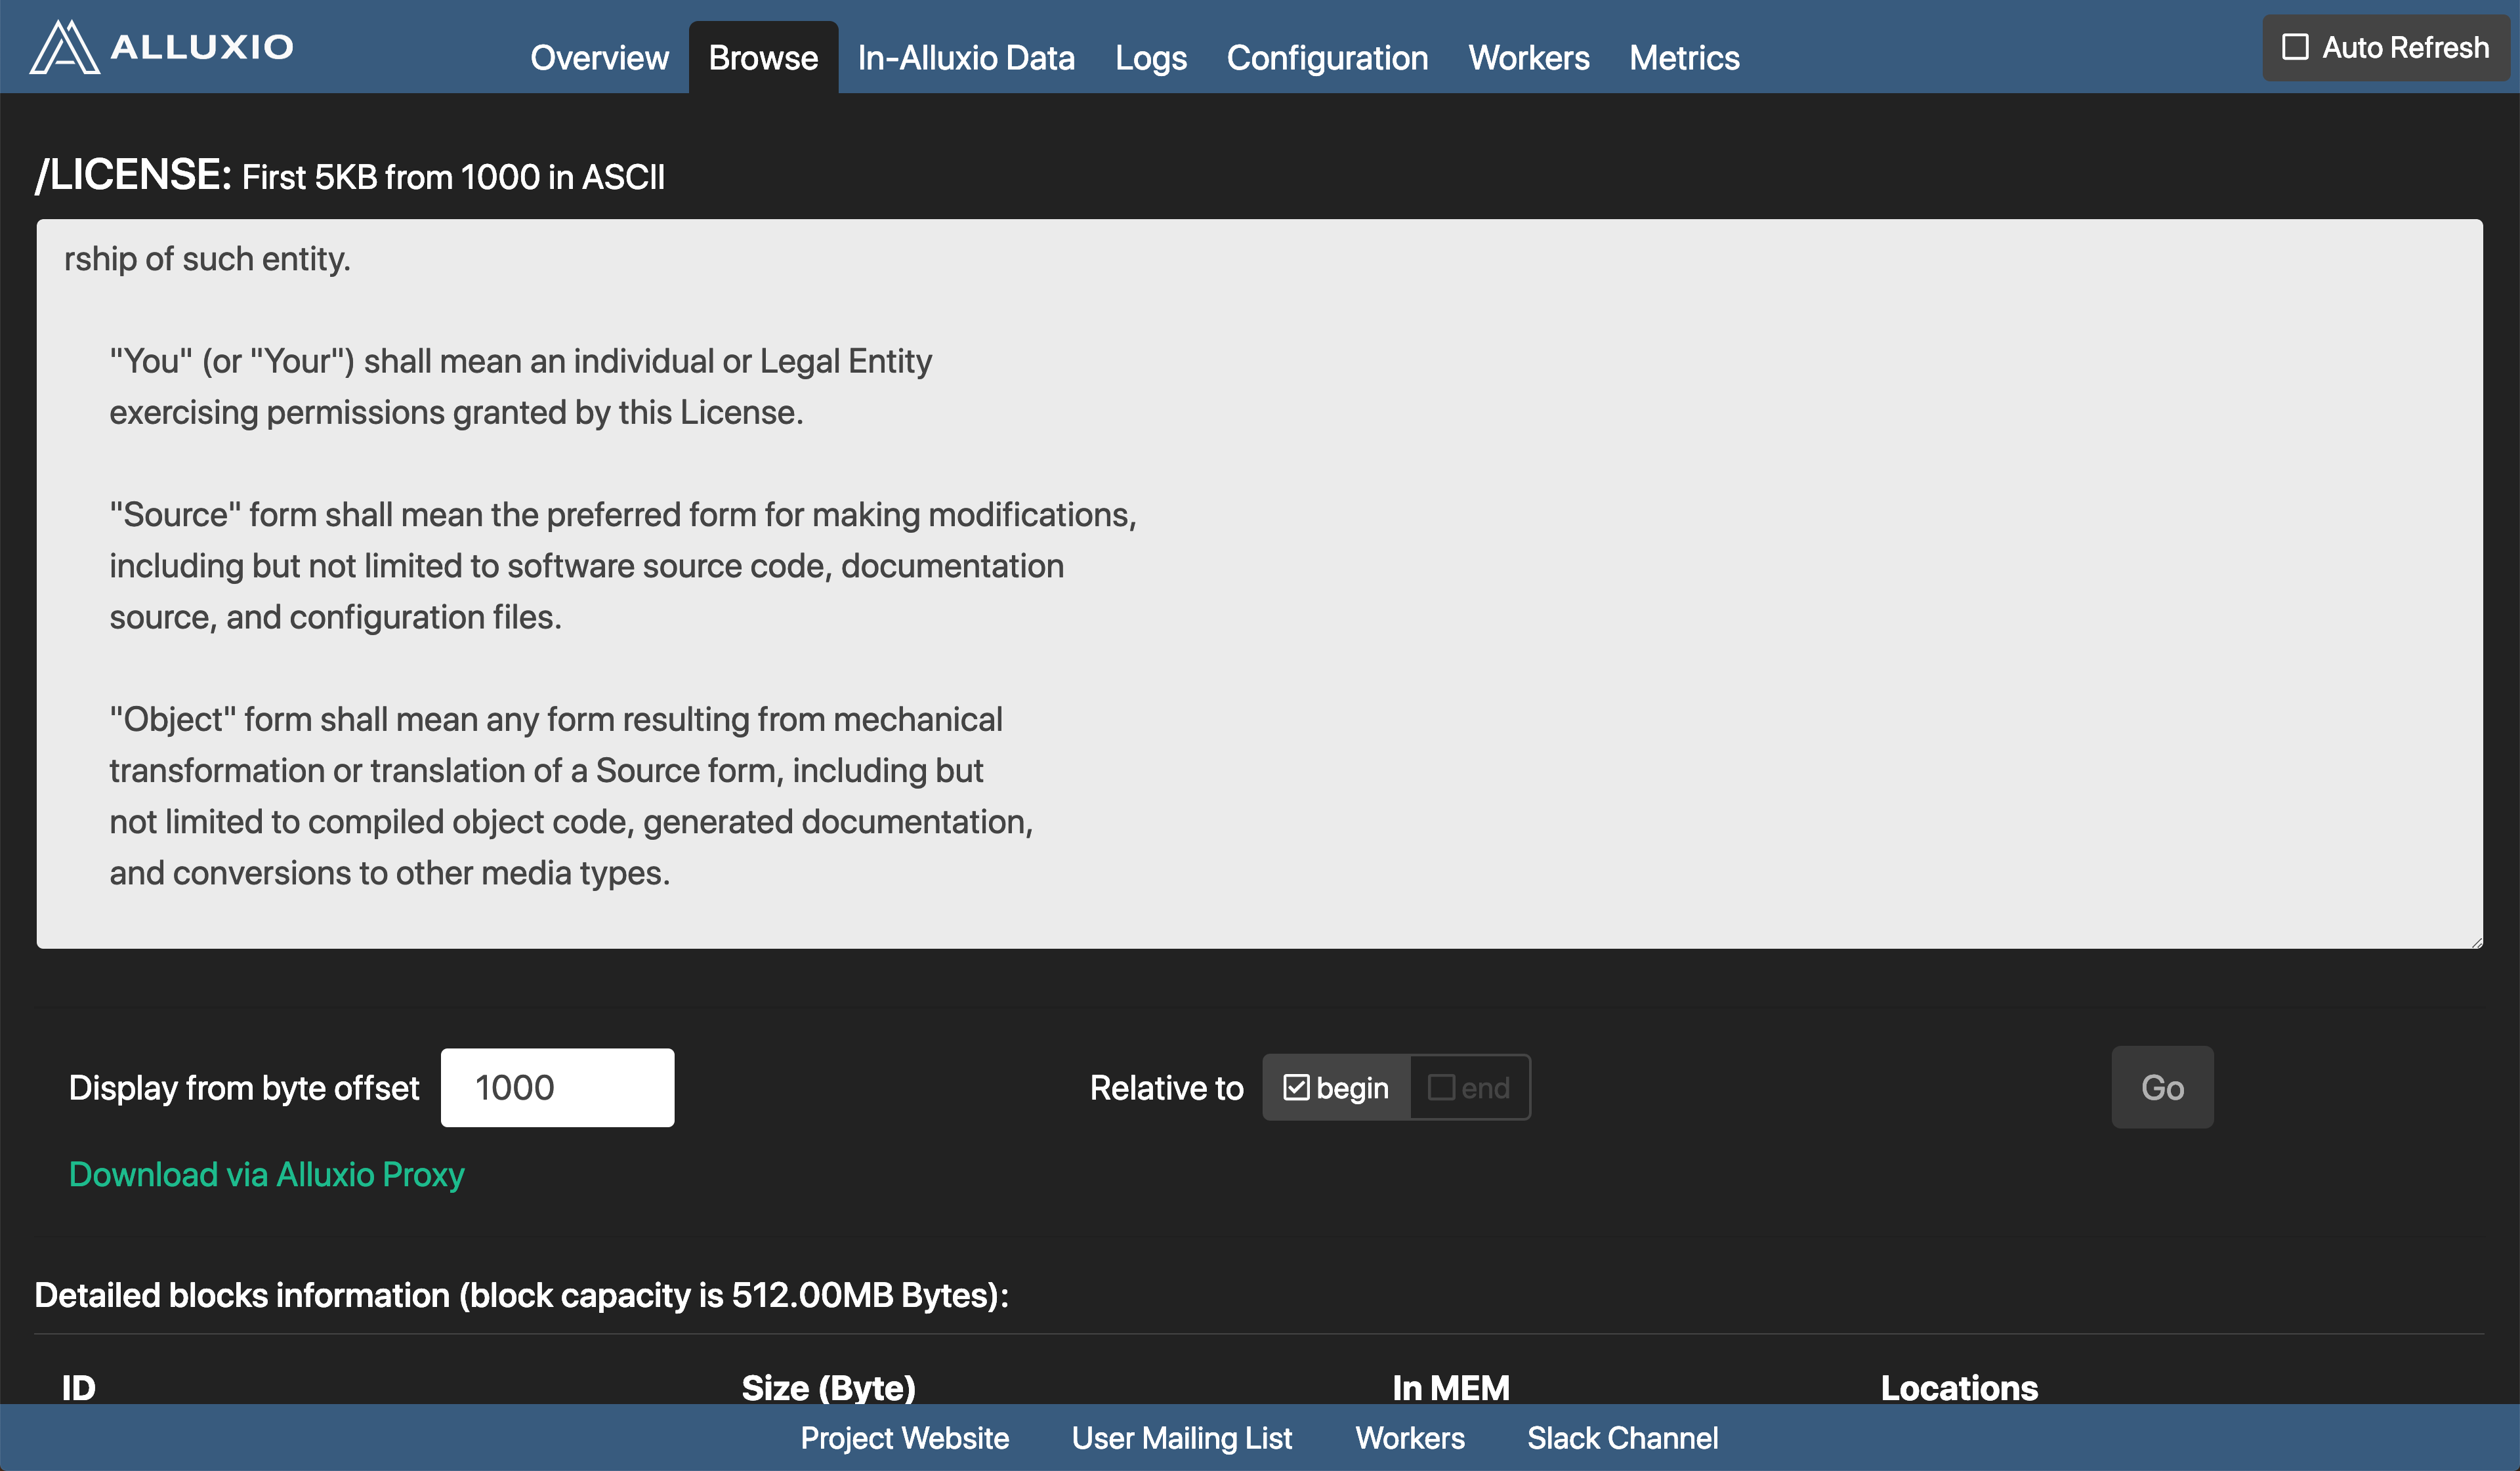 ALLUXIO
Overview Browse In-Alluxio Data Logs Configuration Workers Metrics
Auto Refresh
/LICENSE: First 5KB from 1000 in ASCII
rship of such entity.
"You" (or "Your") shall mean an individual or Legal Entity
exercising permissions granted by this License.
"Source" form shall mean the preferred form for making modifications,
including but not limited to software source code, documentation
source, and configuration files.
"Object" form shall mean any form resulting from mechanical
transformation or translation of a Source form, including but
not limited to compiled object code, generated documentation,
and conversions to other media types.
Display from byte offset 1000 Relative to begin end Go
Download via Alluxio Proxy
Detailed blocks information (block capacity is 512.00MB Bytes):
ID Size (Byte) In MEM Locations
Project Website User Mailing List Workers Slack Channel